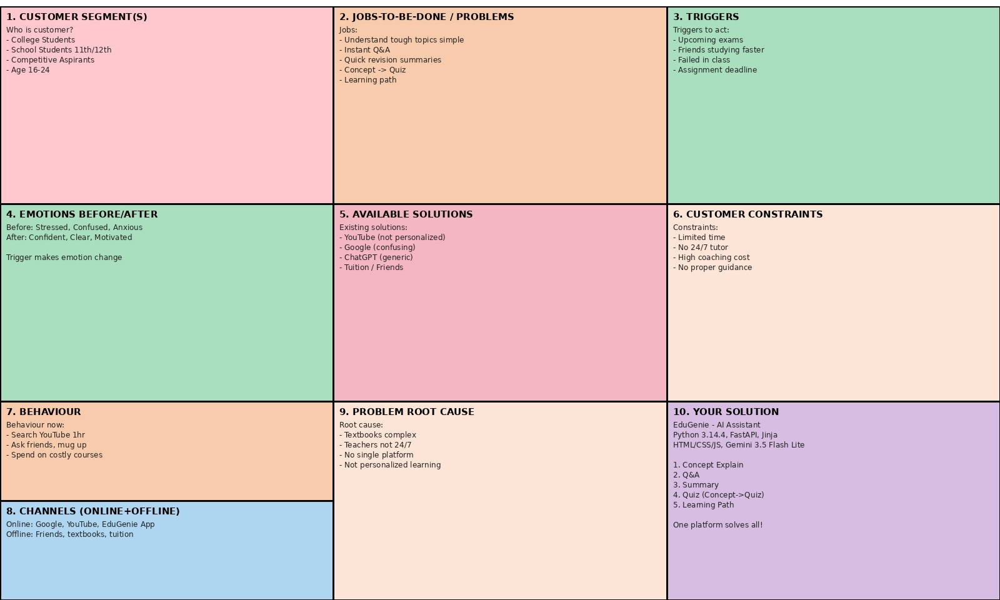 1. CUSTOMER SEGMENT(S)
Who is customer?
- College Students
- School Students 11th/12th
- Competitive Aspirants
- Age 16-24
2. JOBS-TO-BE-DONE / PROBLEMS
Jobs:
- Understand tough topics simple
- Instant Q&A
- Quick revision summaries
- Concept -> Quiz
- Learning path
3. TRIGGERS
Triggers to act:
- Upcoming exams
- Friends studying faster
- Failed in class
- Assignment deadline
4. EMOTIONS BEFORE/AFTER
Before: Stressed, Confused, Anxious
After: Confident, Clear, Motivated
Trigger makes emotion change
5. AVAILABLE SOLUTIONS
Existing solutions:
- YouTube (not personalized)
- Google (confusing)
- ChatGPT (generic)
- Tuition / Friends
6. CUSTOMER CONSTRAINTS
Constraints:
- Limited time
- No 24/7 tutor
- High coaching cost
- No proper guidance
7. BEHAVIOUR
Behaviour now:
- Search YouTube 1hr
- Ask friends, mug up
- Spend on costly courses
8. CHANNELS (ONLINE+OFFLINE)
Online: Google, YouTube, EduGenie App
Offline: Friends, textbooks, tuition
9. PROBLEM ROOT CAUSE
Root cause:
- Textbooks complex
- Teachers not 24/7
- No single platform
- Not personalized learning
10. YOUR SOLUTION
EduGenie - AI Assistant
Python 3.14.4, FastAPI, Jinja
HTML/CSS/JS, Gemini 3.5 Flash Lite
1. Concept Explain
2. Q&A
3. Summary
4. Quiz (Concept->Quiz)
5. Learning Path
One platform solves all!